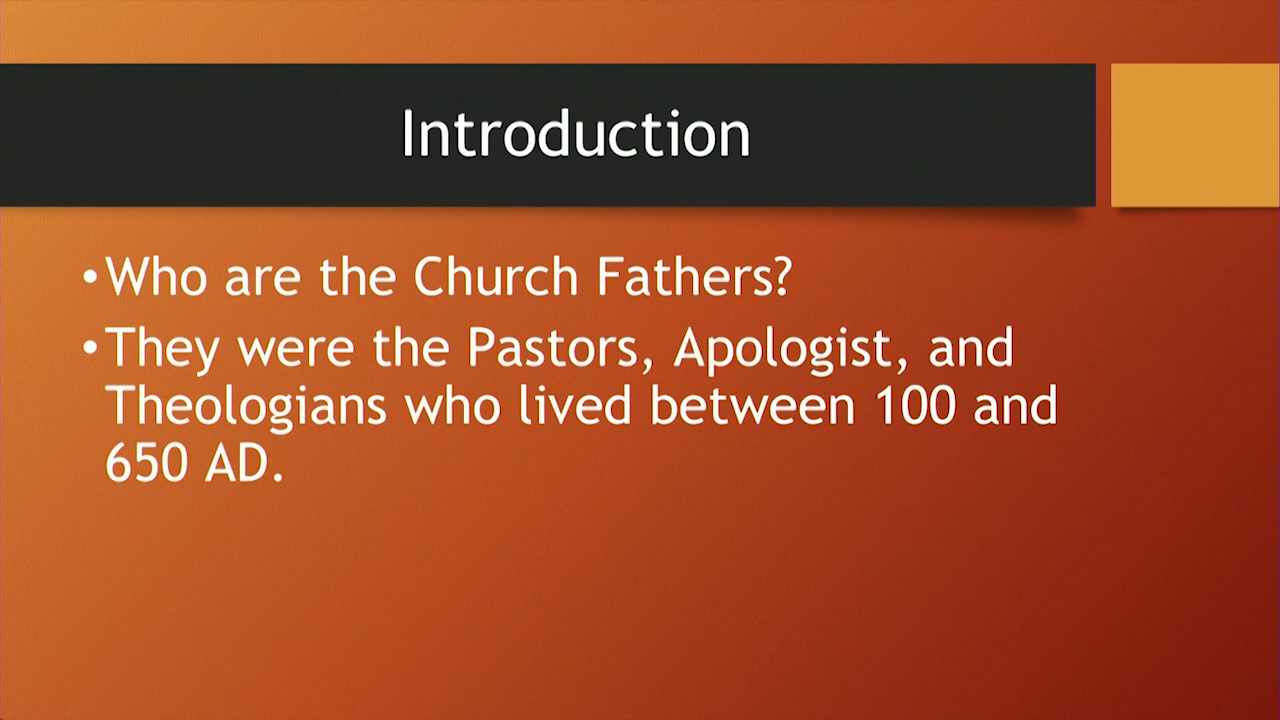 Introduction
•Who are the Church Fathers?
•They were the Pastors, Apologist, and
Theologians who lived between 100 and
650 AD.